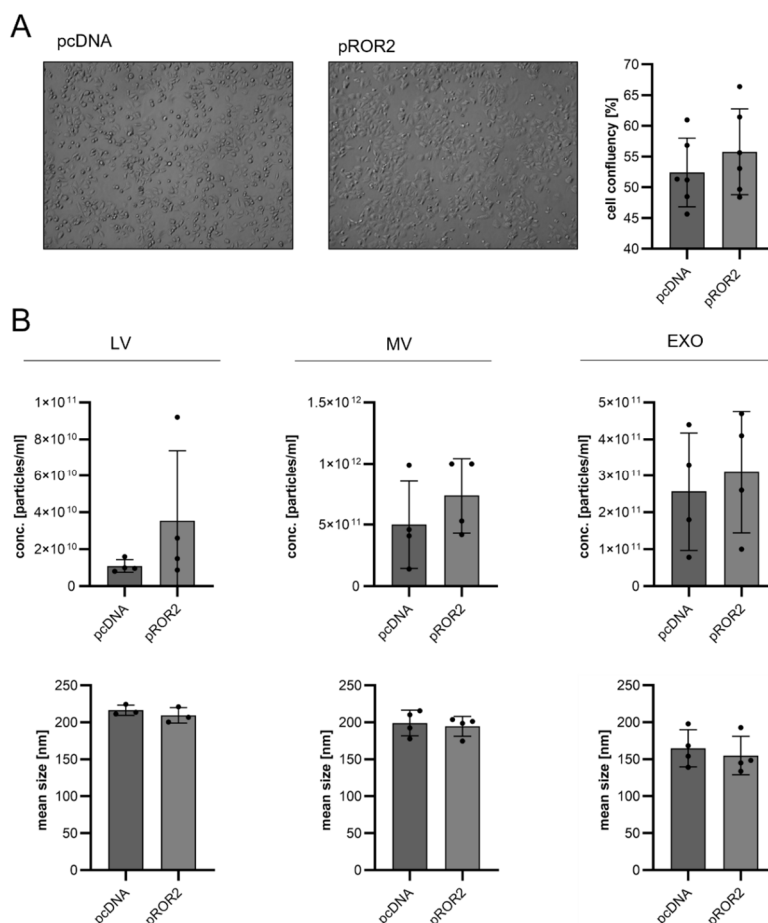 A
pcDNA
pROR2
cell confluency [%]
70
65
60
55
50
45
40
pcDNA
pROR2
B
LV
MV
EXO
conc. [particles/ml]
1×10¹¹
8×10¹⁰
6×10¹⁰
4×10¹⁰
2×10¹⁰
0
pcDNA
pROR2
conc. [particles/ml]
1.5×10¹²
1×10¹²
5×10¹¹
0
pcDNA
pROR2
conc. [particles/ml]
5×10¹¹
4×10¹¹
3×10¹¹
2×10¹¹
1×10¹¹
0
pcDNA
pROR2
mean size [nm]
250
200
150
100
50
0
pcDNA
pROR2
mean size [nm]
250
200
150
100
50
0
pcDNA
pROR2
mean size [nm]
250
200
150
100
50
0
pcDNA
pROR2